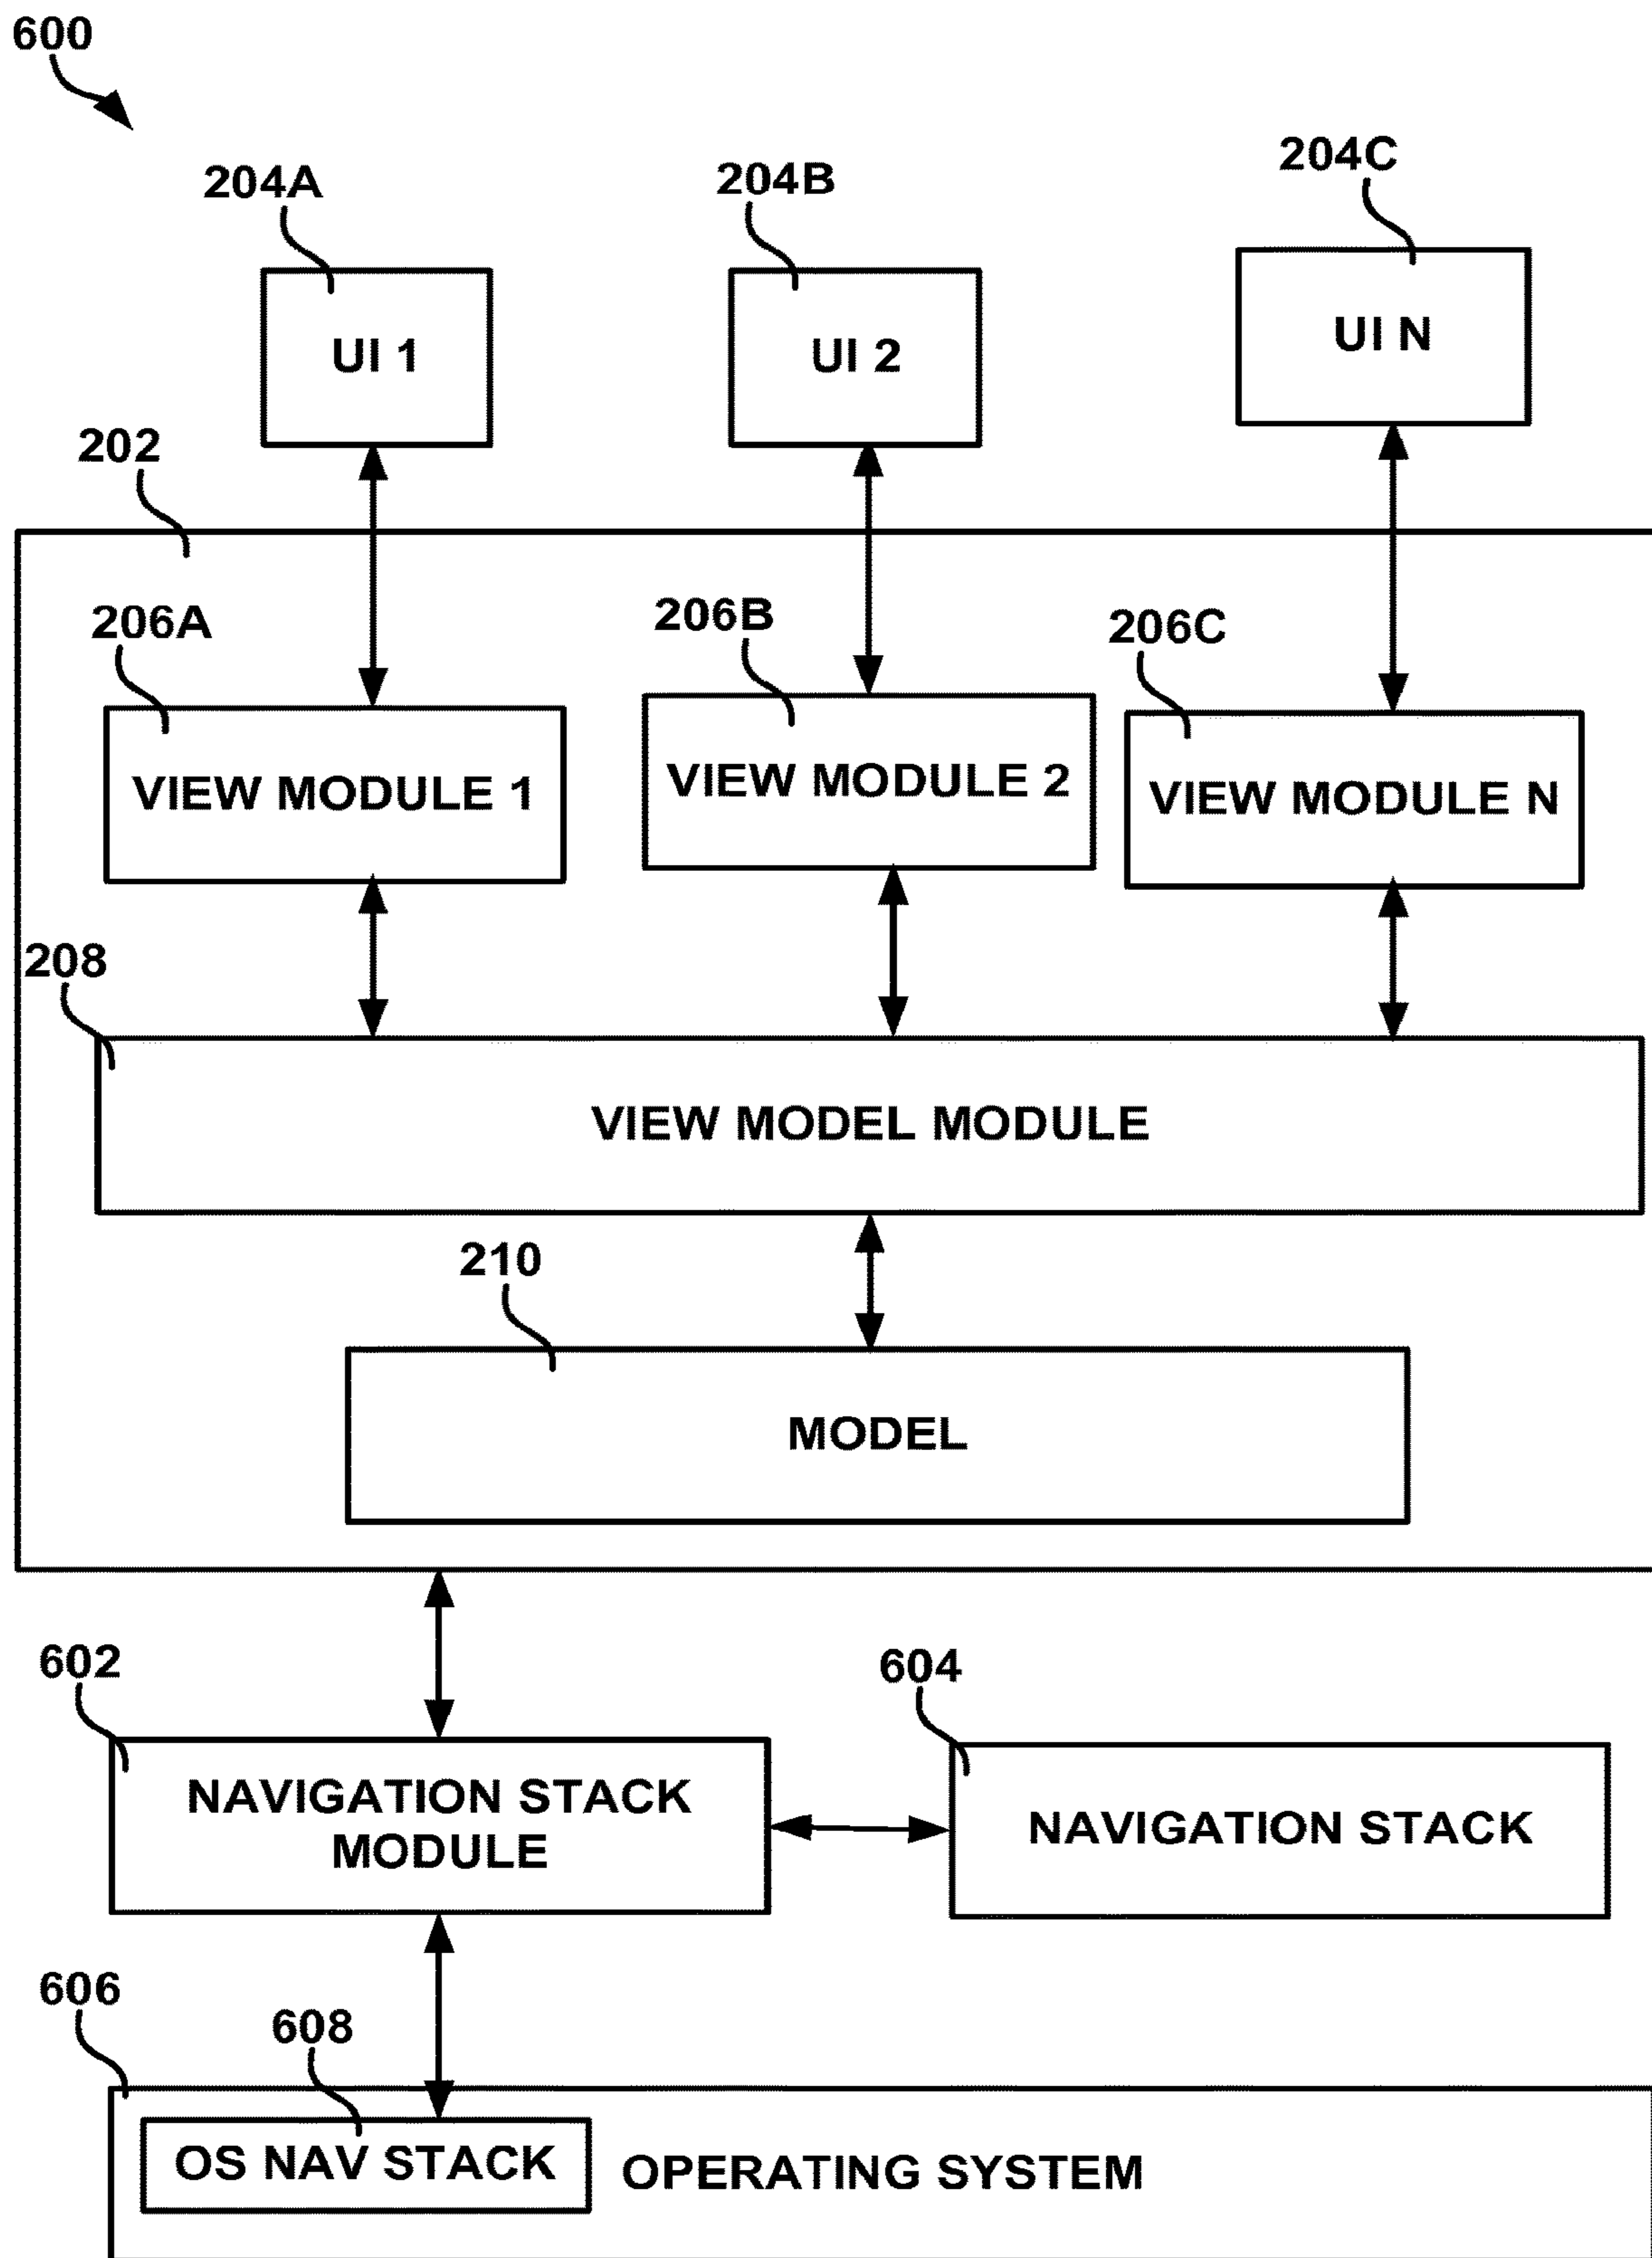 600
204A
204B
204C
UI 1
UI 2
UI N
202
206A
206B
206C
VIEW MODULE 1
VIEW MODULE 2
VIEW MODULE N
208
VIEW MODEL MODULE
210
MODEL
602
604
NAVIGATION STACK
MODULE
NAVIGATION STACK
606
608
OS NAV STACK
OPERATING SYSTEM